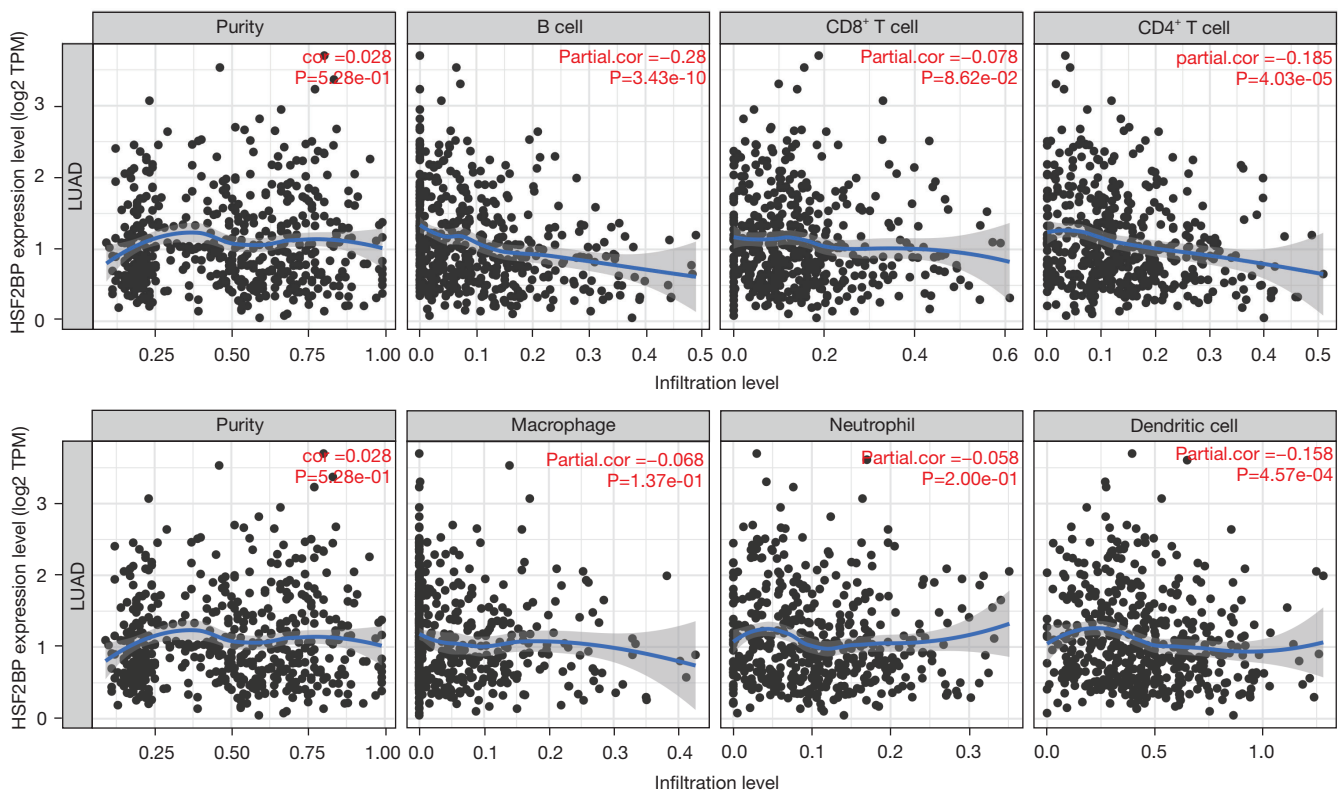 Purity
B cell
CD8⁺ T cell
CD4⁺ T cell
HSF2BP expression level (log2 TPM)
LUAD
3
2
1
0
cor =0.028
P=5.28e-01
Partial.cor =−0.28
P=3.43e-10
Partial.cor =−0.078
P=8.62e-02
partial.cor =−0.185
P=4.03e-05
0.25 0.50 0.75 1.00
0.0 0.1 0.2 0.3 0.4 0.5
0.0 0.2 0.4 0.6
0.0 0.1 0.2 0.3 0.4 0.5
Infiltration level
Purity
Macrophage
Neutrophil
Dendritic cell
HSF2BP expression level (log2 TPM)
LUAD
3
2
1
0
cor =0.028
P=5.28e-01
Partial.cor =−0.068
P=1.37e-01
Partial.cor =−0.058
P=2.00e-01
Partial.cor =−0.158
P=4.57e-04
0.25 0.50 0.75 1.00
0.0 0.1 0.2 0.3 0.4
0.0 0.1 0.2 0.3
0.0 0.5 1.0
Infiltration level